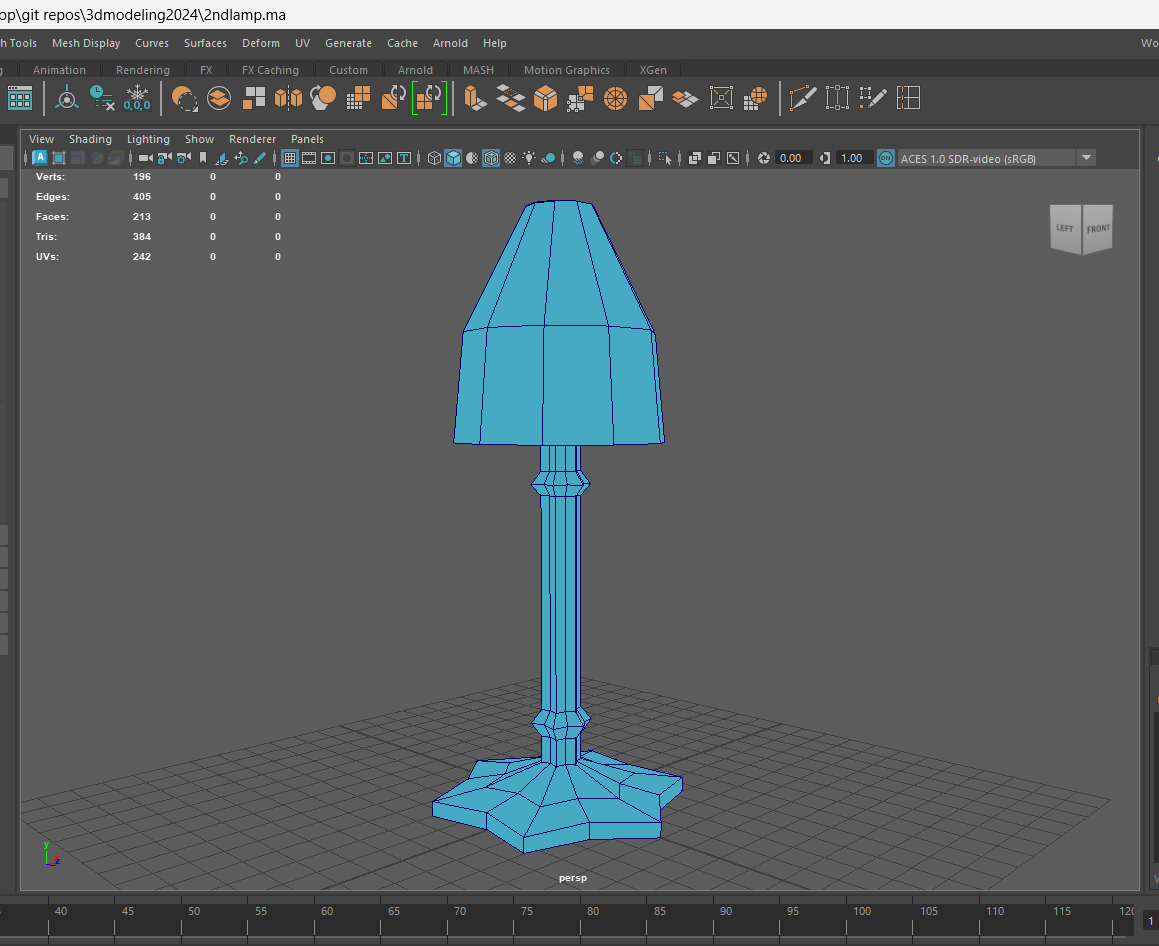 op\git repos\3dmodeling2024\2ndlamp.ma
h Tools Mesh Display Curves Surfaces Deform UV Generate Cache Arnold Help Wo
g Animation Rendering FX FX Caching Custom Arnold MASH Motion Graphics XGen
0,0,0
View Shading Lighting Show Renderer Panels
A T 0.00 1.00 ON ACES 1.0 SDR-video (sRGB)
Verts: 196 0 0
Edges: 405 0 0
Faces: 213 0 0
Tris: 384 0 0
UVs: 242 0 0
LEFT FRONT
y
z
persp
40 45 50 55 60 65 70 75 80 85 90 95 100 105 110 115 120
1